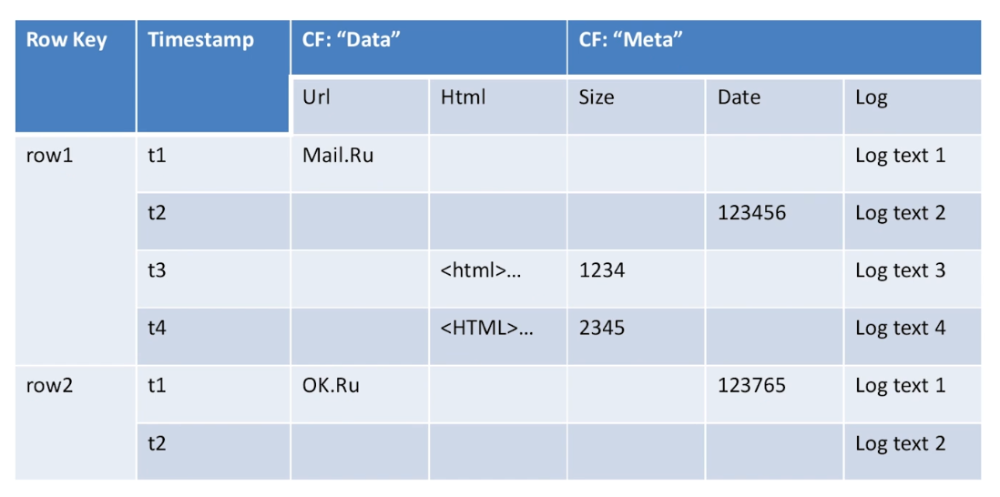 Row Key Timestamp CF: “Data” CF: “Meta”
Url Html Size Date Log
row1 t1 Mail.Ru Log text 1
t2 123456 Log text 2
t3 <html>... 1234 Log text 3
t4 <HTML>... 2345 Log text 4
row2 t1 OK.Ru 123765 Log text 1
t2 Log text 2